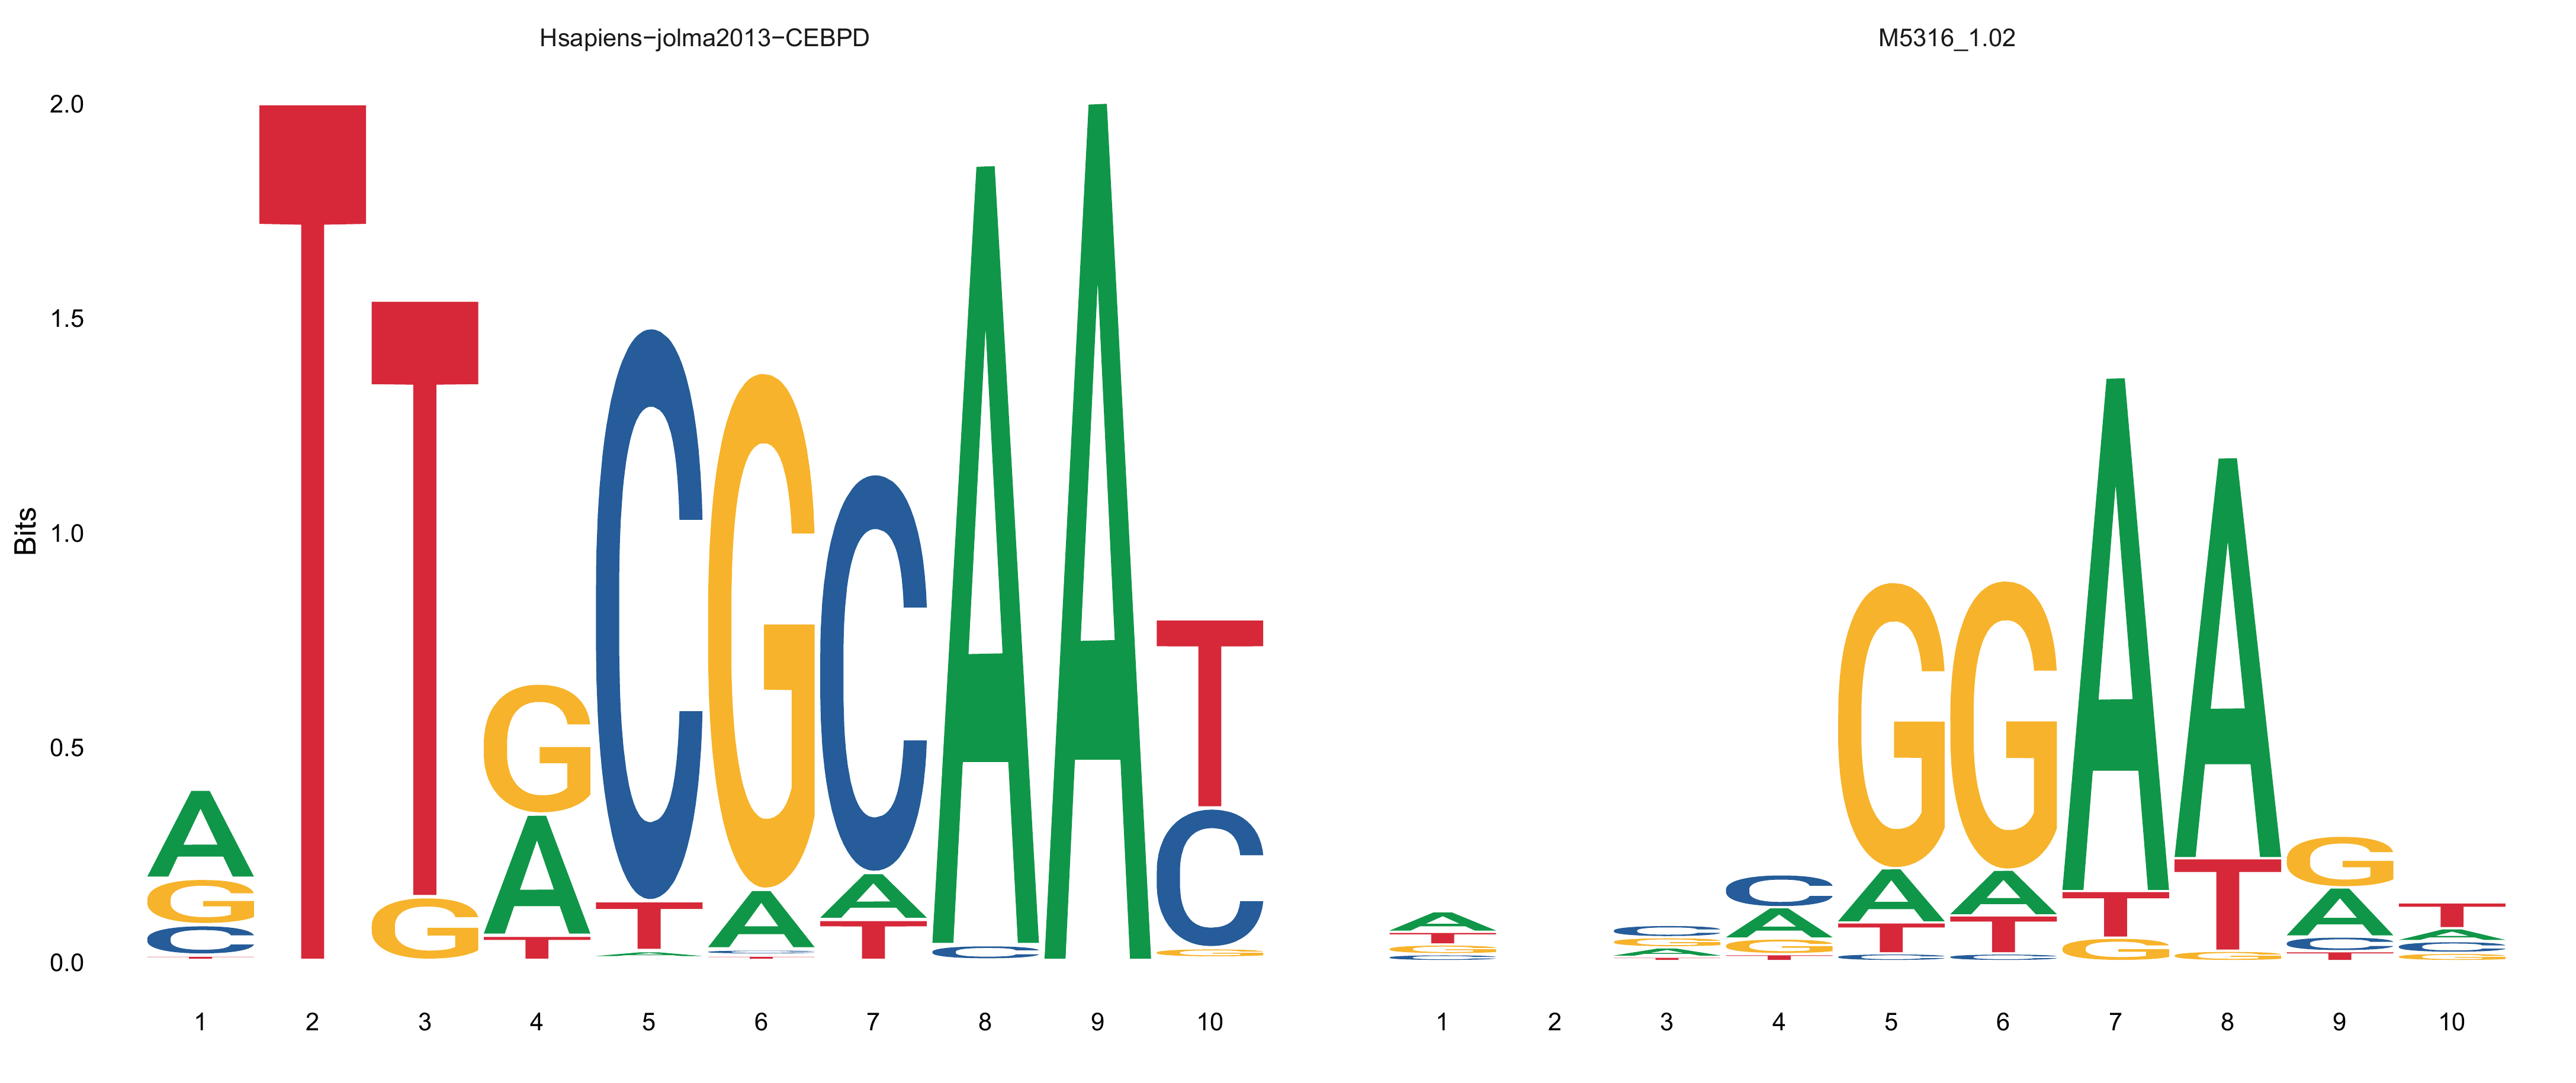 Hsapiens−jolma2013−CEBPD
M5316_1.02
Bits
2.0
1.5
1.0
0.5
0.0
A G C T
T
T G
G A T
C T A
G A C T
C A T
A C
A
T C G
A T G C
C G A T
C A G T
G A T C
G A T C
A T G
A T G
G A C T
T A C G
1 2 3 4 5 6 7 8 9 10
1 2 3 4 5 6 7 8 9 10